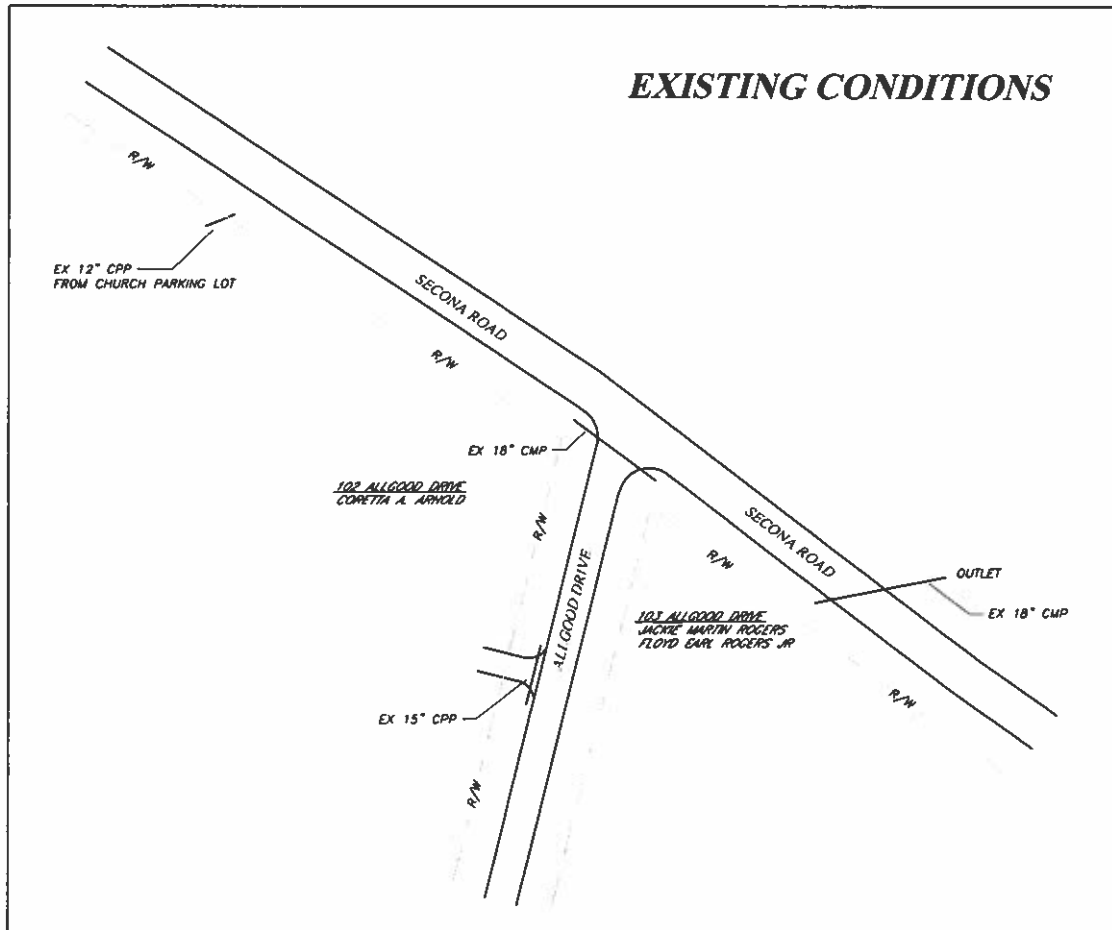 EXISTING CONDITIONS
R/W
EX 12" CPP
FROM CHURCH PARKING LOT
SECONA ROAD
R/W
EX 18" CMP
102 ALLGOOD DRIVE
CORETTA A. ARNOLD
R/W
ALLGOOD DRIVE
R/W
SECONA ROAD
OUTLET
EX 18" CMP
103 ALLGOOD DRIVE
JACKIE MARTIN ROGERS
FLOYD EARL ROGERS JR
R/W
EX 15" CPP
R/W